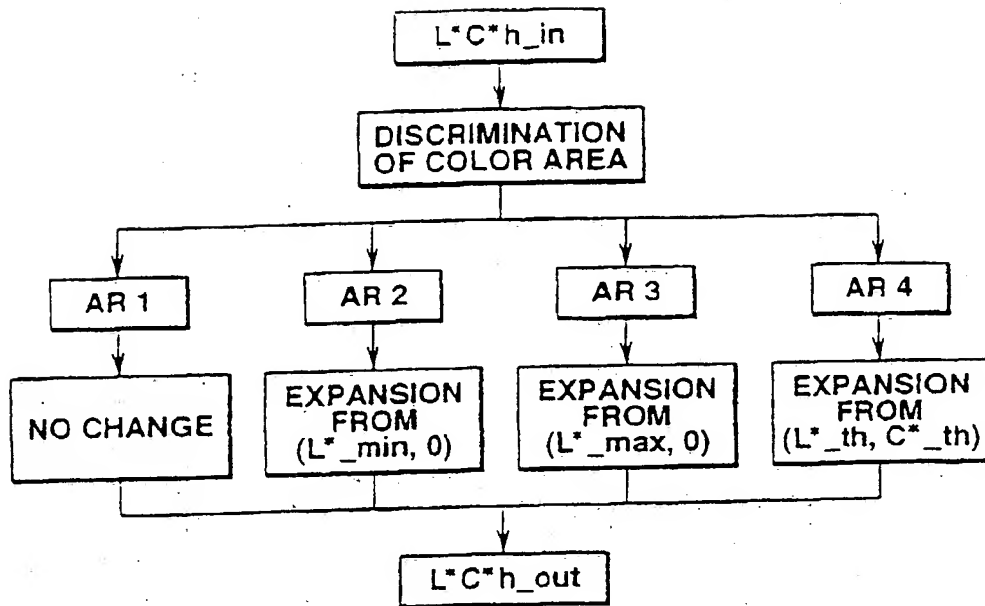 L*C*h_in
DISCRIMINATION
OF COLOR AREA
AR 1
AR 2
AR 3
AR 4
NO CHANGE
EXPANSION
FROM
(L*_min, 0)
EXPANSION
FROM
(L*_max, 0)
EXPANSION
FROM
(L*_th, C*_th)
L*C*h_out